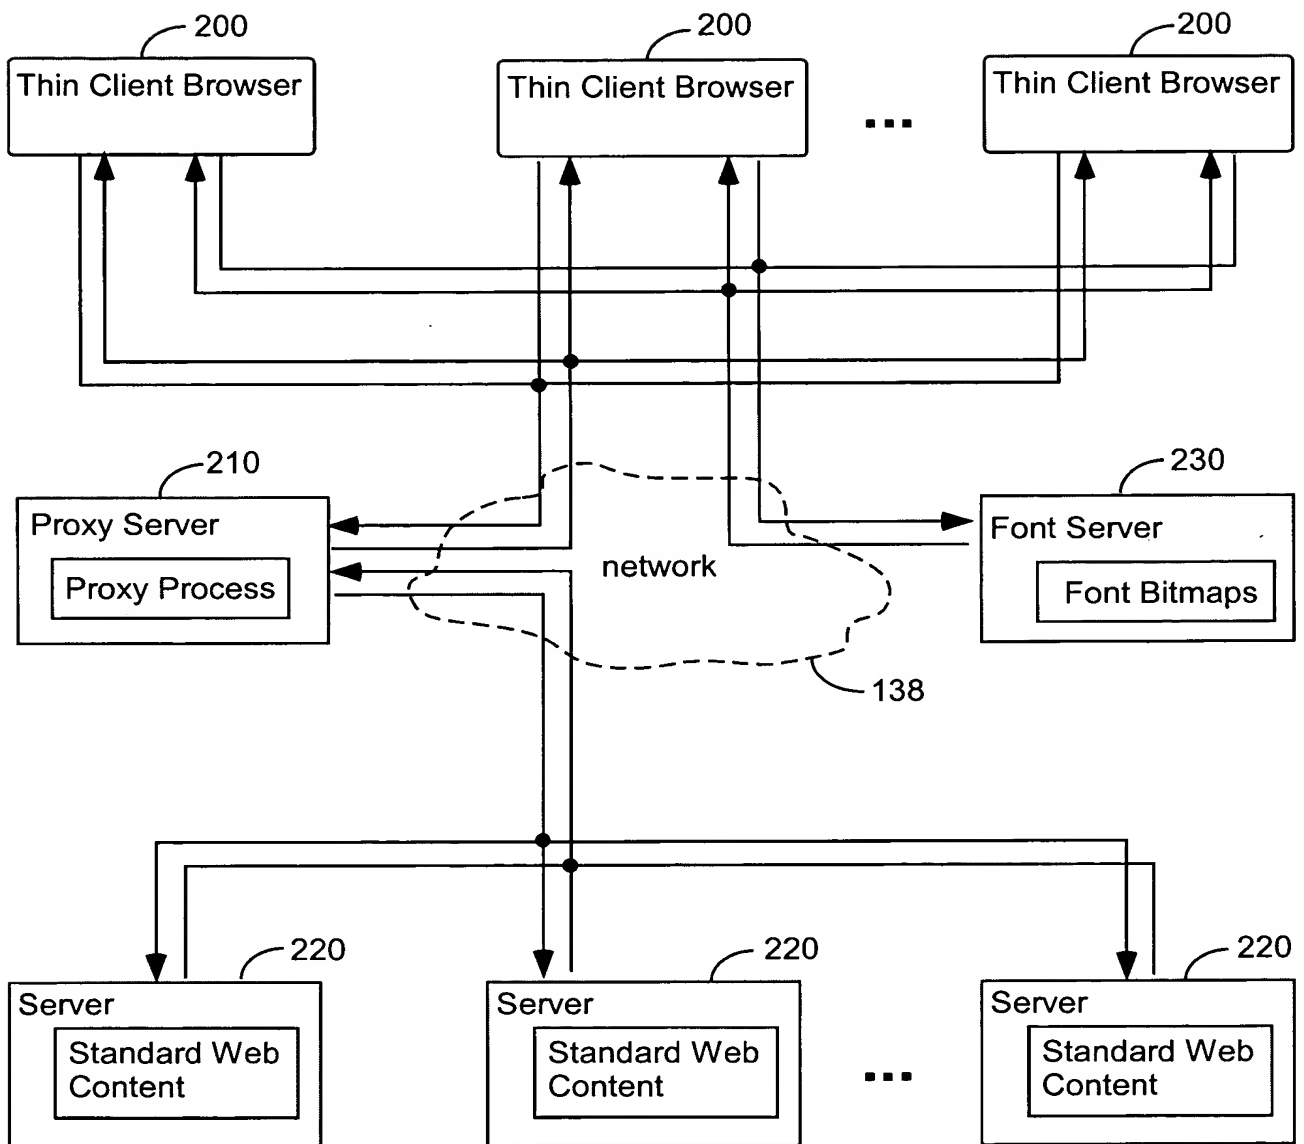 200
200
200
Thin Client Browser
Thin Client Browser
Thin Client Browser
...
210
230
Proxy Server
Proxy Process
network
Font Server
Font Bitmaps
138
220
220
220
Server
Standard Web
Content
Server
Standard Web
Content
...
Server
Standard Web
Content